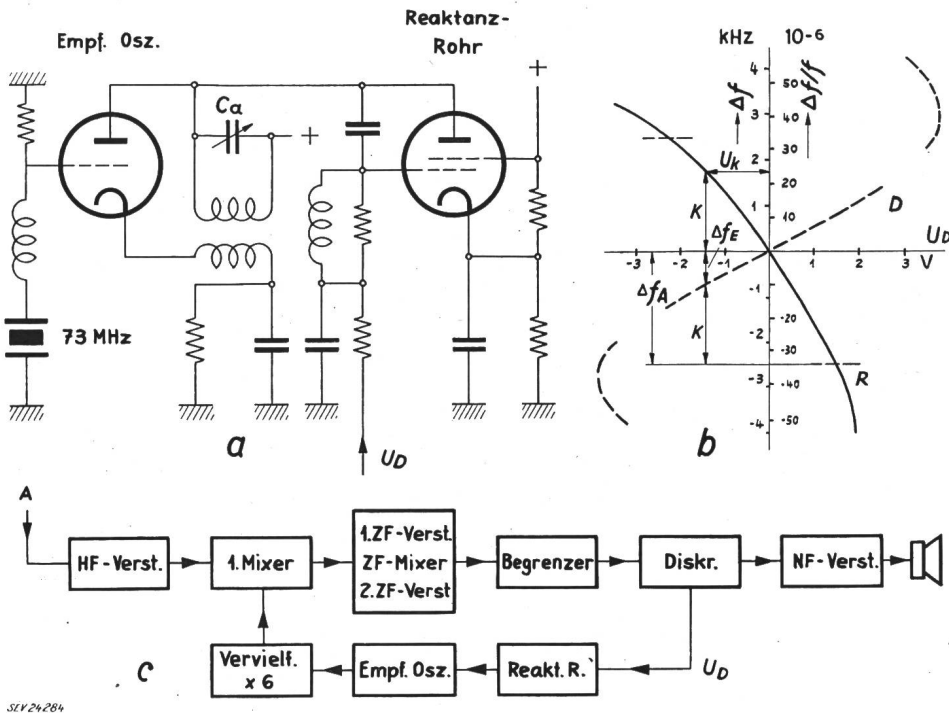 Empf. Osz.
Reaktanz-
Rohr
Ca
+
+
73 MHz
a
U_D
kHz 10-6
Δf Δf/f
4
3
2
1
-1
-2
-3
-4
50
40
30
20
10
-10
-20
-30
-40
-50
U_k
K
Δf_E
D
U_D
V
-3 -2 -1 1 2 3
Δf_A
K
R
b
A
HF-Verst.
1.Mixer
1.ZF-Verst.
ZF-Mixer
2.ZF-Verst
Begrenzer
Diskr.
NF-Verst.
c
Vervielf.
x 6
Empf. Osz.
Reakt. R.
U_D
SEV 24284